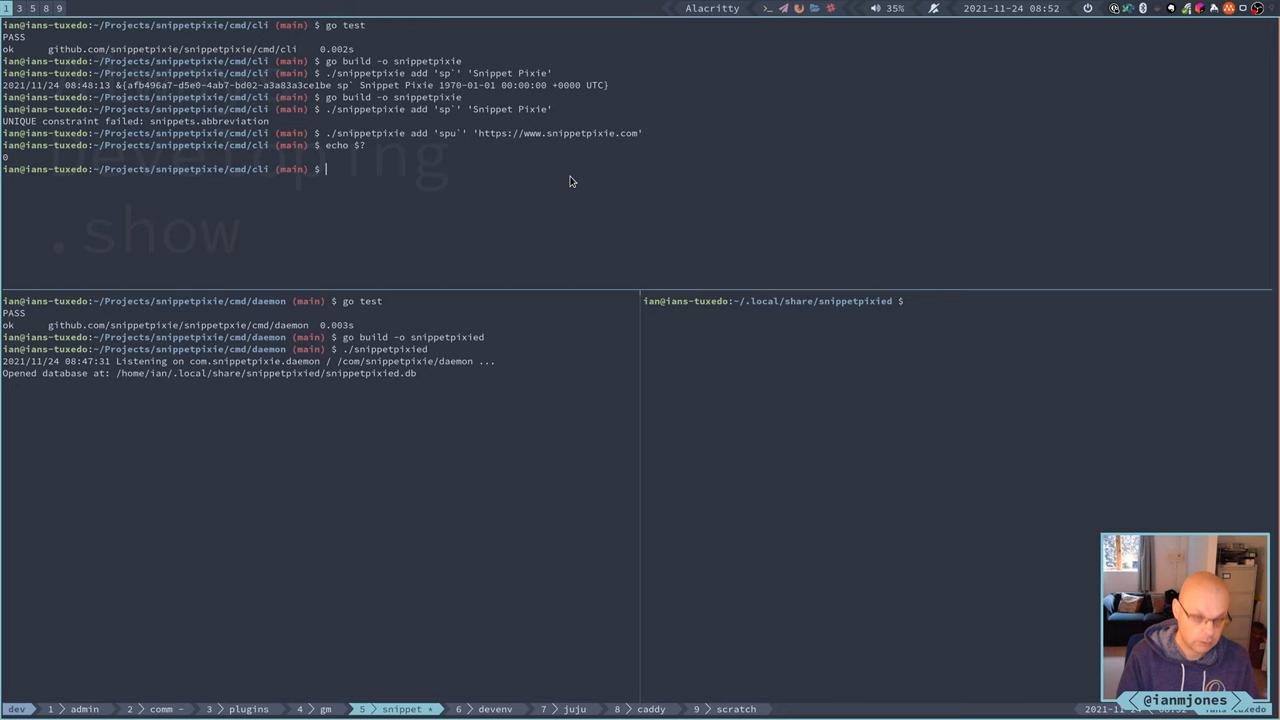 1 3 5 8 9
Alacritty
35%
2021-11-24 08:52
ian@ians-tuxedo:~/Projects/snippetpixie/cmd/cli (main) $ go test
PASS
ok      github.com/snippetpixie/snippetpixie/cmd/cli    0.002s
ian@ians-tuxedo:~/Projects/snippetpixie/cmd/cli (main) $ go build -o snippetpixie
ian@ians-tuxedo:~/Projects/snippetpixie/cmd/cli (main) $ ./snippetpixie add 'sp`' 'Snippet Pixie'
2021/11/24 08:48:13 &{afb496a7-d5e0-4ab7-bd02-a3a83a3ce1be sp` Snippet Pixie 1970-01-01 00:00:00 +0000 UTC}
ian@ians-tuxedo:~/Projects/snippetpixie/cmd/cli (main) $ go build -o snippetpixie
ian@ians-tuxedo:~/Projects/snippetpixie/cmd/cli (main) $ ./snippetpixie add 'sp`' 'Snippet Pixie'
UNIQUE constraint failed: snippets.abbreviation
ian@ians-tuxedo:~/Projects/snippetpixie/cmd/cli (main) $ ./snippetpixie add 'spu`' 'https://www.snippetpixie.com'
ian@ians-tuxedo:~/Projects/snippetpixie/cmd/cli (main) $ echo $?
0
ian@ians-tuxedo:~/Projects/snippetpixie/cmd/cli (main) $
developing
.show
ian@ians-tuxedo:~/Projects/snippetpixie/cmd/daemon (main) $ go test
PASS
ok      github.com/snippetpixie/snippetpxie/cmd/daemon  0.003s
ian@ians-tuxedo:~/Projects/snippetpixie/cmd/daemon (main) $ go build -o snippetpixied
ian@ians-tuxedo:~/Projects/snippetpixie/cmd/daemon (main) $ ./snippetpixied
2021/11/24 08:47:31 Listening on com.snippetpixie.daemon / /com/snippetpixie/daemon ...
Opened database at: /home/ian/.local/share/snippetpixied/snippetpixied.db
ian@ians-tuxedo:~/.local/share/snippetpixied $
@ianmjones
dev 1 admin 2 comm - 3 plugins 4 gm 5 snippet * 6 devenv 7 juju 8 caddy 9 scratch